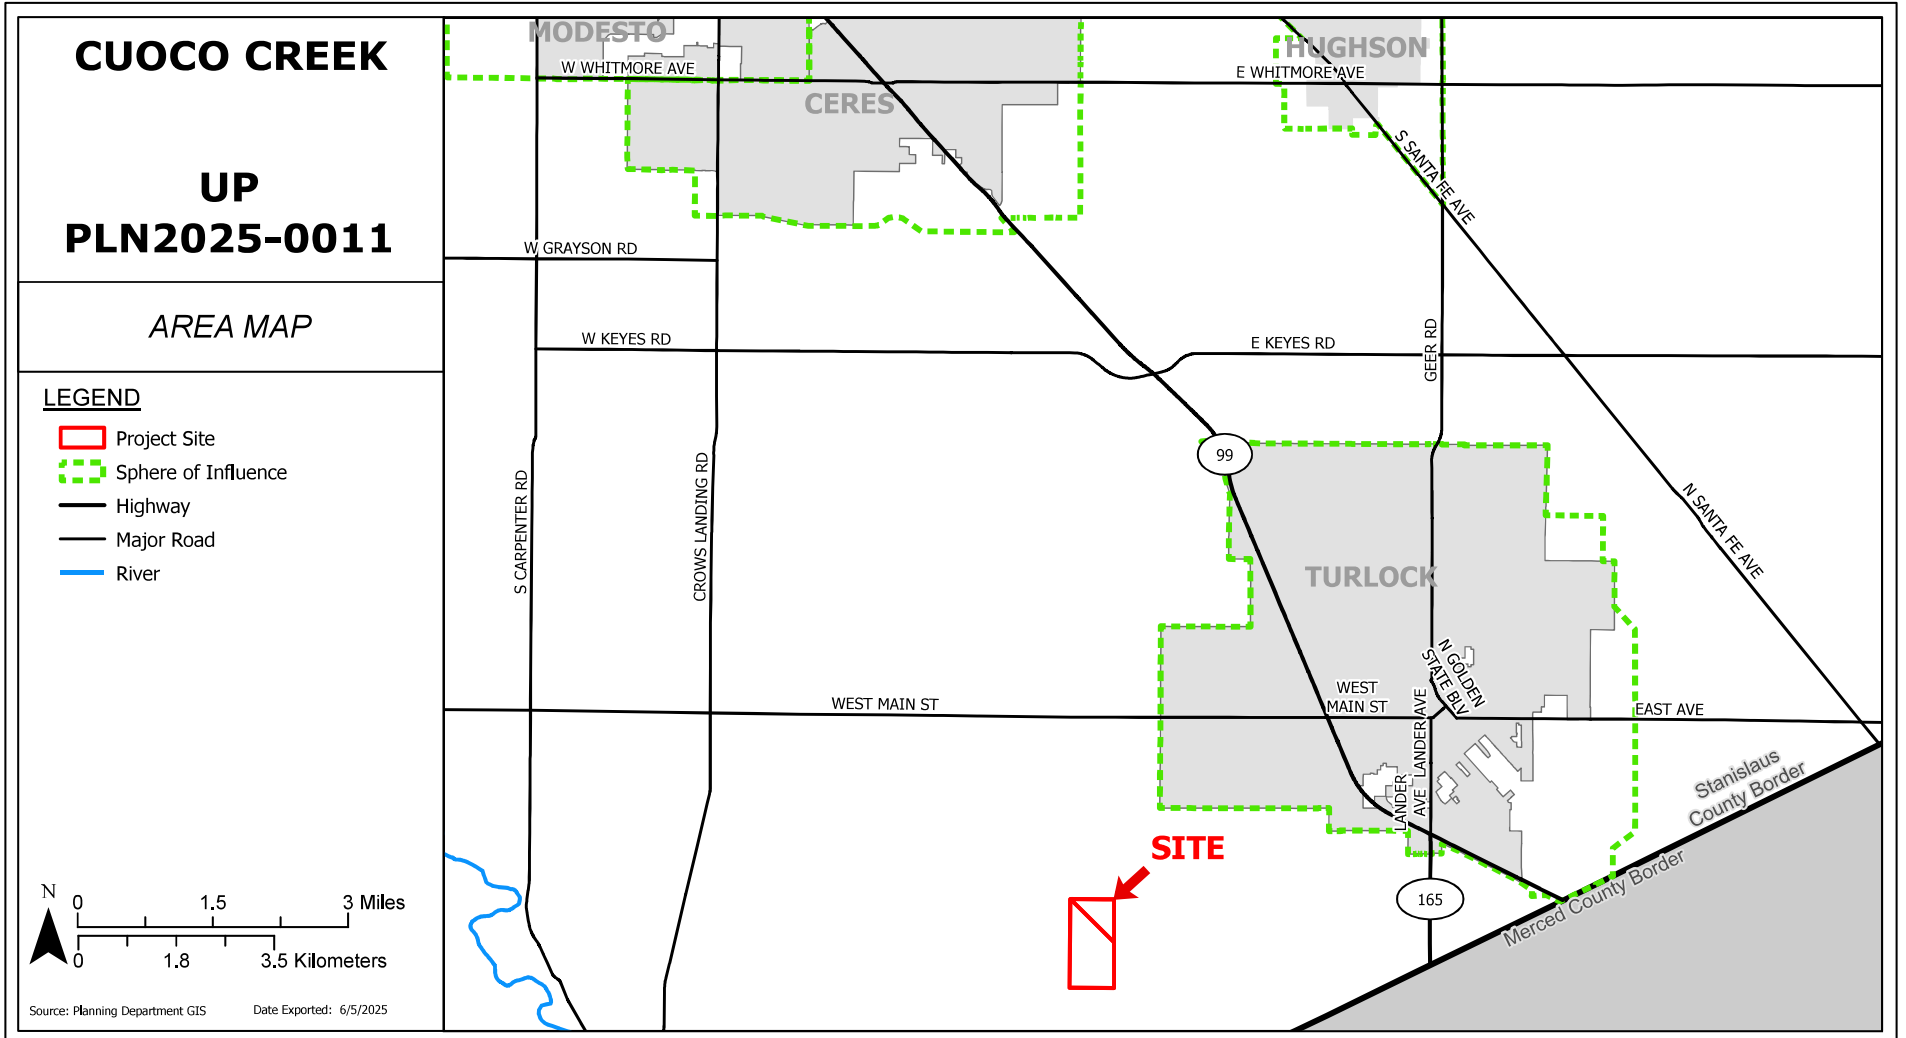 CUOCO CREEK
UP
PLN2025-0011
AREA MAP
LEGEND
Project Site
Sphere of Influence
Highway
Major Road
River
N
0 1.5 3 Miles
0 1.8 3.5 Kilometers
Source: Planning Department GIS Date Exported: 6/5/2025
MODESTO
HUGHSON
W WHITMORE AVE
E WHITMORE AVE
CERES
S SANTA FE AVE
W GRAYSON RD
W KEYES RD
E KEYES RD
GEER RD
99
S CARPENTER RD
CROWS LANDING RD
N SANTA FE AVE
TURLOCK
N GOLDEN
STATE BLV
WEST MAIN ST
WEST
MAIN ST
EAST AVE
LANDER AVE
LANDER
AVE
Stanislaus
County Border
SITE
165
Merced County Border